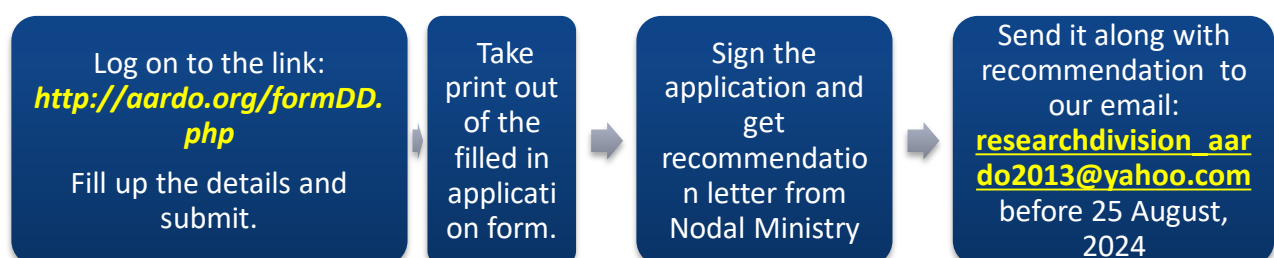 Log on to the link:
http://aardo.org/formDD.
php
Fill up the details and
submit.
Take
print out
of the
filled in
applicati
on form.
Sign the
application and
get
recommendatio
n letter from
Nodal Ministry
Send it along with
recommendation to
our email:
researchdivision_aar
do2013@yahoo.com
before 25 August,
2024